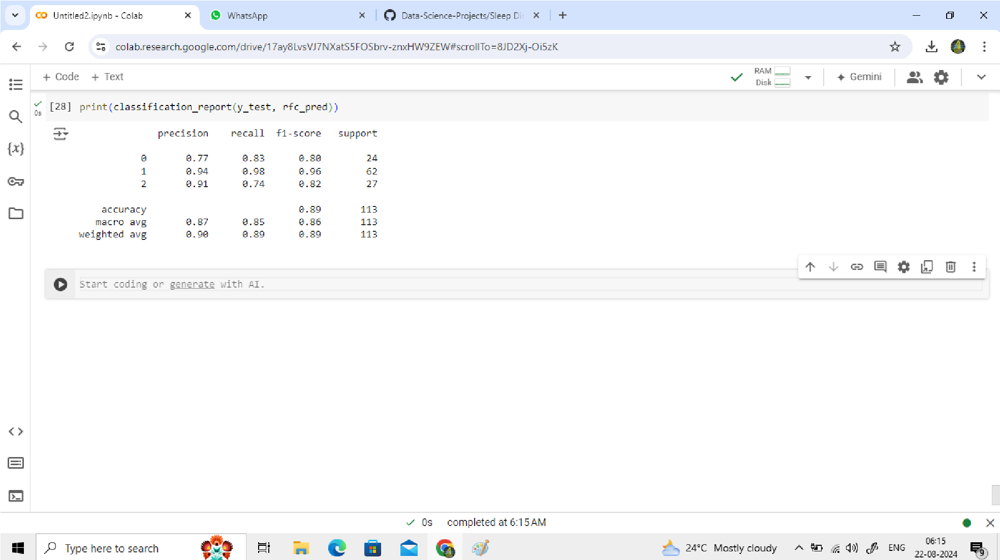 Untitled2.ipynb - Colab
WhatsApp
Data-Science-Projects/Sleep Di
colab.research.google.com/drive/17ay8LvsVJ7NXatS5FOSbrv-znxHW9ZEW#scrollTo=8JD2Xj-Oi5zK
+ Code + Text
RAM
Disk
Gemini
[28] print(classification_report(y_test, rfc_pred))
0s
precision recall f1-score support
0 0.77 0.83 0.80 24
1 0.94 0.98 0.96 62
2 0.91 0.74 0.82 27
accuracy 0.89 113
macro avg 0.87 0.85 0.86 113
weighted avg 0.90 0.89 0.89 113
Start coding or generate with AI.
{x}
0s completed at 6:15 AM
Type here to search
24°C Mostly cloudy
ENG
06:15
22-08-2024
9